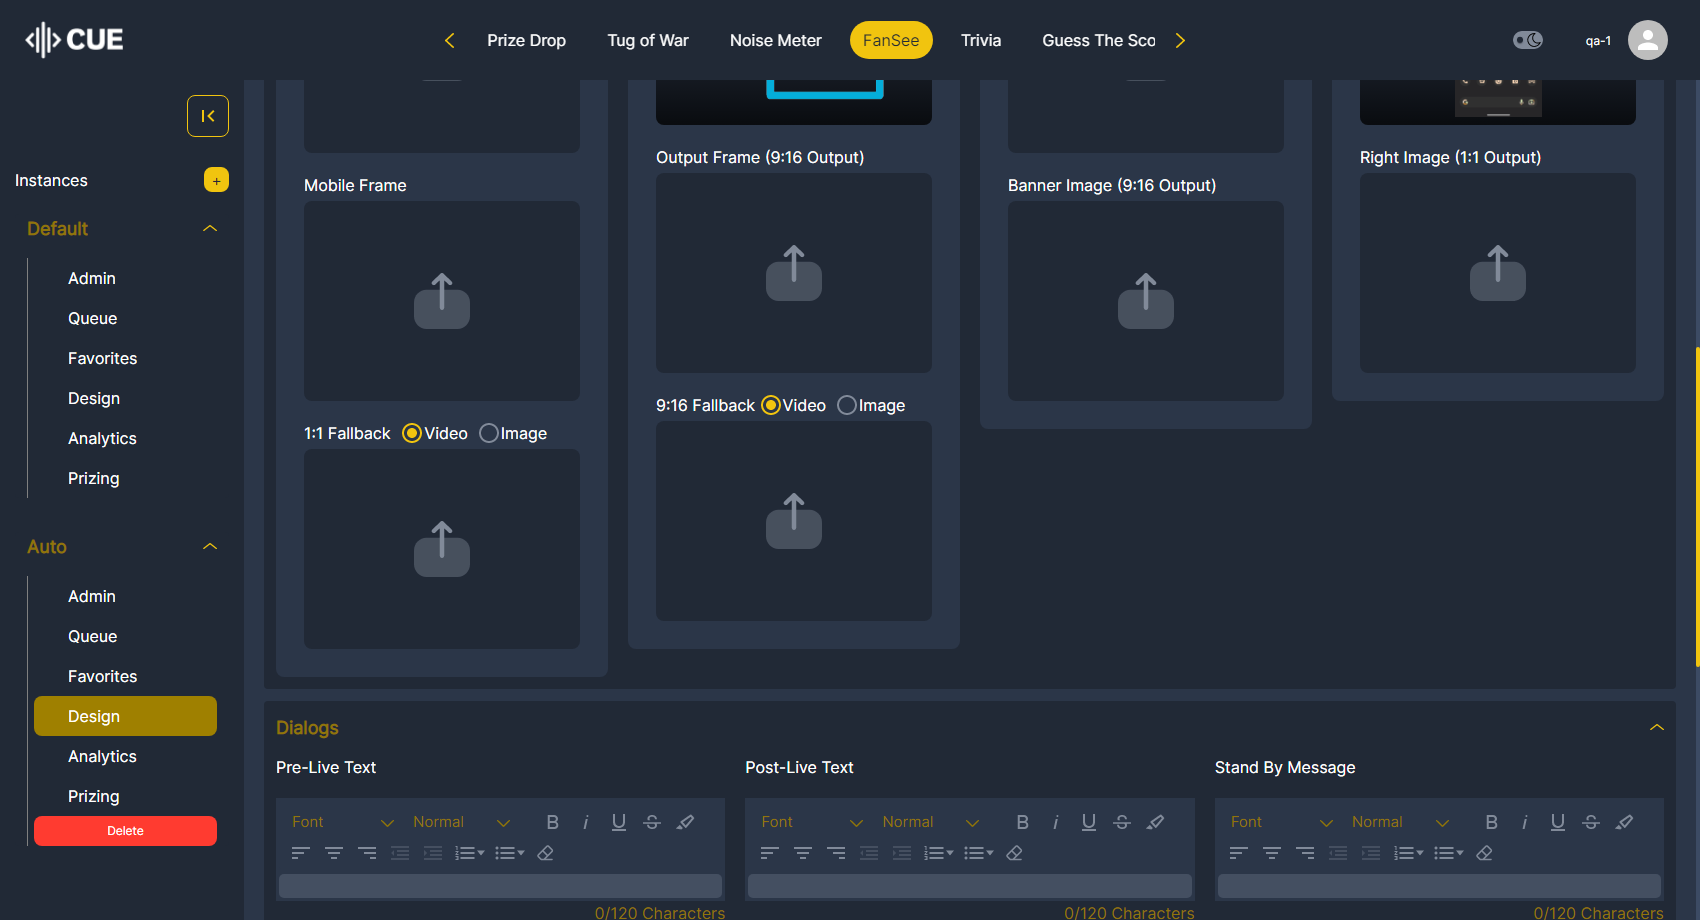 CUE
Prize Drop
Tug of War
Noise Meter
FanSee
Trivia
Guess The Sco
qa-1
Instances
+
Default
Admin
Queue
Favorites
Design
Analytics
Prizing
Auto
Admin
Queue
Favorites
Design
Analytics
Prizing
Delete
Mobile Frame
1:1 Fallback Video Image
Output Frame (9:16 Output)
9:16 Fallback Video Image
Banner Image (9:16 Output)
Right Image (1:1 Output)
Dialogs
Pre-Live Text
Font Normal B i U S
0/120 Characters
Post-Live Text
Font Normal B i U S
0/120 Characters
Stand By Message
Font Normal B i U S
0/120 Characters